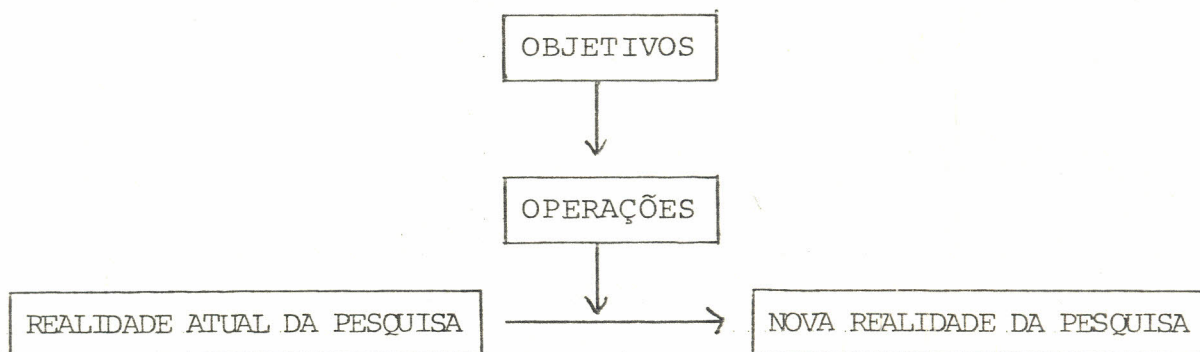 OBJETIVOS
OPERAÇÕES
REALIDADE ATUAL DA PESQUISA
NOVA REALIDADE DA PESQUISA